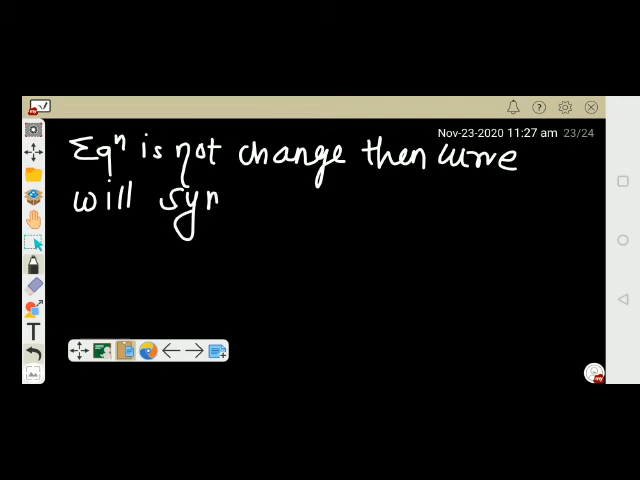 Nov-23-2020 11:27 am 23/24
Eqⁿ is not change then curve
will syn
T